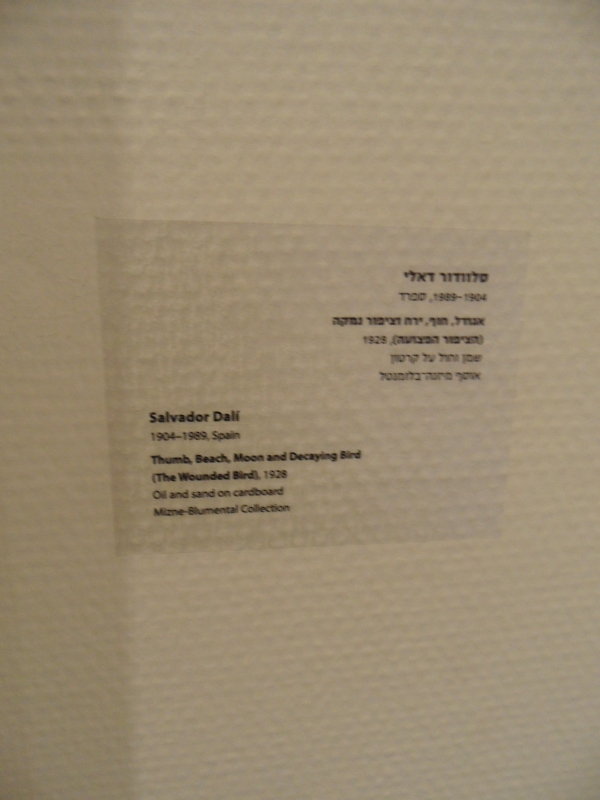 סלוודור דאלי
1989–1904, ספרד
אגודל, חוף, ירח וציפור נמקה
(הציפור הפצועה), 1928
שמן וחול על קרטון
אוסף מיזנה־בלומנטל
Salvador Dalí
1904–1989, Spain
Thumb, Beach, Moon and Decaying Bird
(The Wounded Bird), 1928
Oil and sand on cardboard
Mizne-Blumental Collection